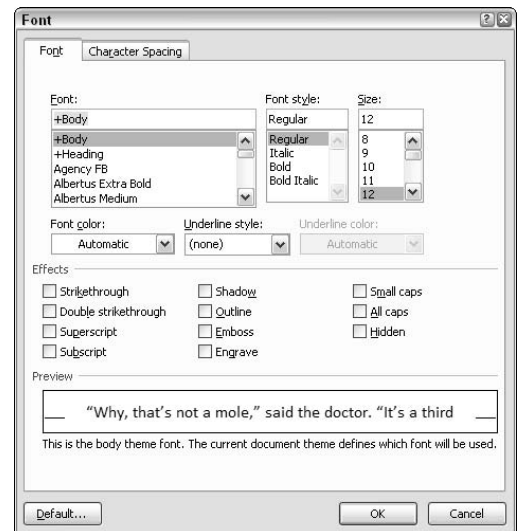 Font
Font Character Spacing
Font: Font style: Size:
+Body Regular 12
+Body Regular 8
+Heading Italic 9
Agency FB Bold 10
Albertus Extra Bold Bold Italic 11
Albertus Medium 12
Font color: Underline style: Underline color:
Automatic (none) Automatic
Effects
Strikethrough Shadow Small caps
Double strikethrough Outline All caps
Superscript Emboss Hidden
Subscript Engrave
Preview
“Why, that’s not a mole,” said the doctor. “It’s a third
This is the body theme font. The current document theme defines which font will be used.
Default... OK Cancel